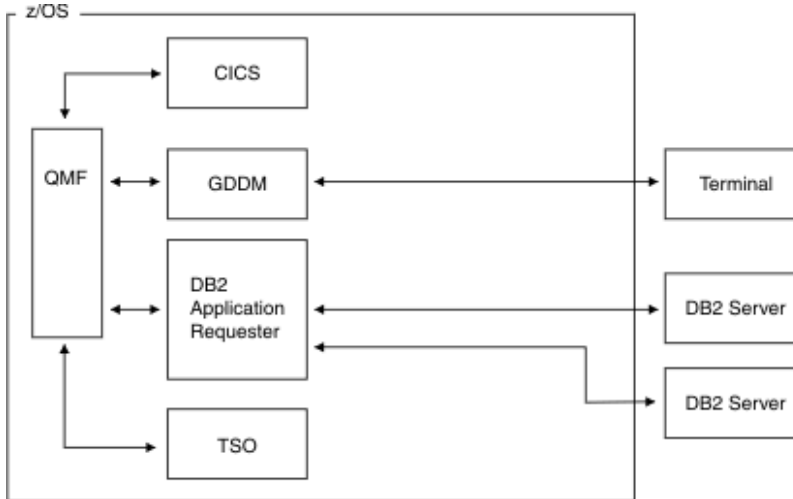 z/OS
CICS
QMF
GDDM
Terminal
DB2
Application
Requester
DB2 Server
DB2 Server
TSO